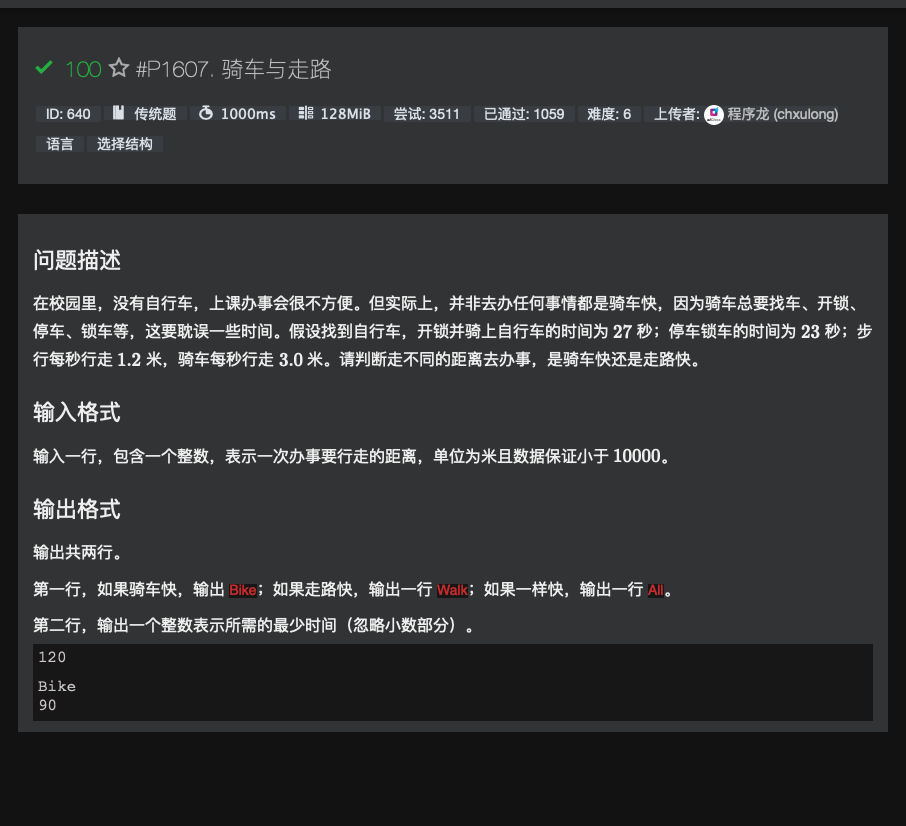 100 #P1607. 骑车与走路
ID: 640 传统题 1000ms 128MiB 尝试: 3511 已通过: 1059 难度: 6 上传者: 程序龙 (chxulong)
语言 选择结构
问题描述
在校园里，没有自行车，上课办事会很不方便。但实际上，并非去办任何事情都是骑车快，因为骑车总要找车、开锁、
停车、锁车等，这要耽误一些时间。假设找到自行车，开锁并骑上自行车的时间为 27 秒；停车锁车的时间为 23 秒；步
行每秒行走 1.2 米，骑车每秒行走 3.0 米。请判断走不同的距离去办事，是骑车快还是走路快。
输入格式
输入一行，包含一个整数，表示一次办事要行走的距离，单位为米且数据保证小于 10000。
输出格式
输出共两行。
第一行，如果骑车快，输出 Bike；如果走路快，输出一行 Walk；如果一样快，输出一行 All。
第二行，输出一个整数表示所需的最少时间（忽略小数部分）。
120
Bike
90